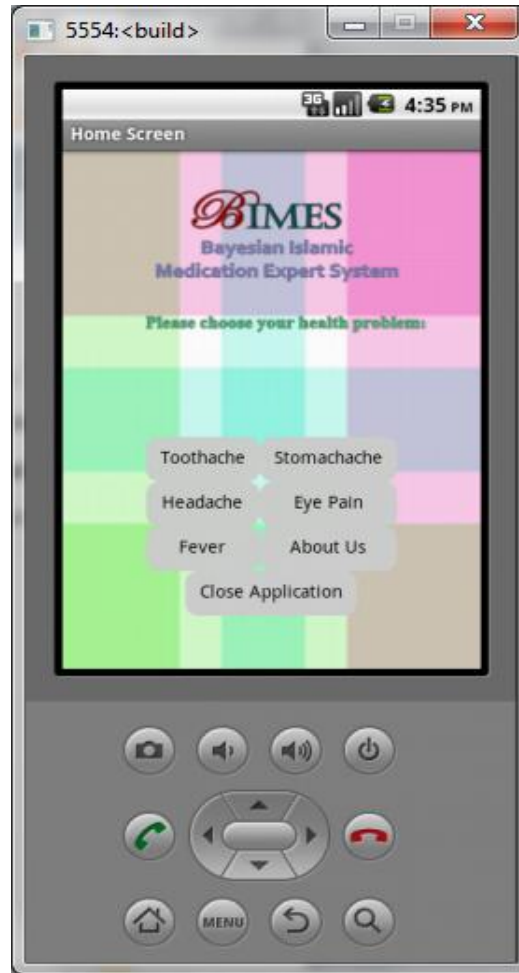 5554:<build>
3G 4:35 PM
Home Screen
BIMES
Bayesian Islamic
Medication Expert System
Please choose your health problem:
Toothache Stomachache
Headache Eye Pain
Fever About Us
Close Application
MENU